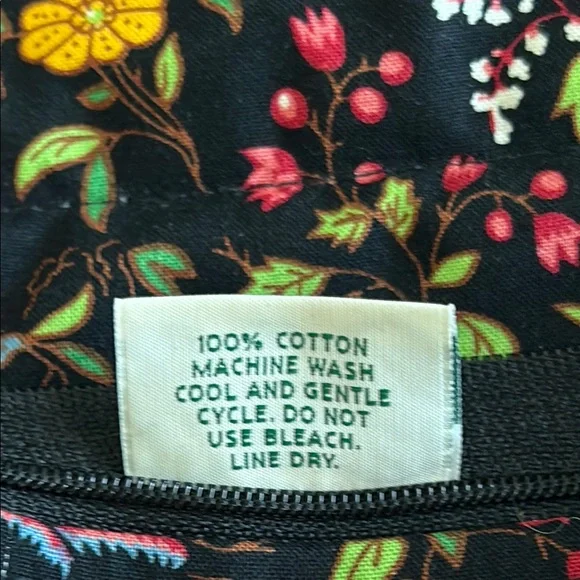 100% COTTON
MACHINE WASH
COOL AND GENTLE
CYCLE. DO NOT
USE BLEACH.
LINE DRY.